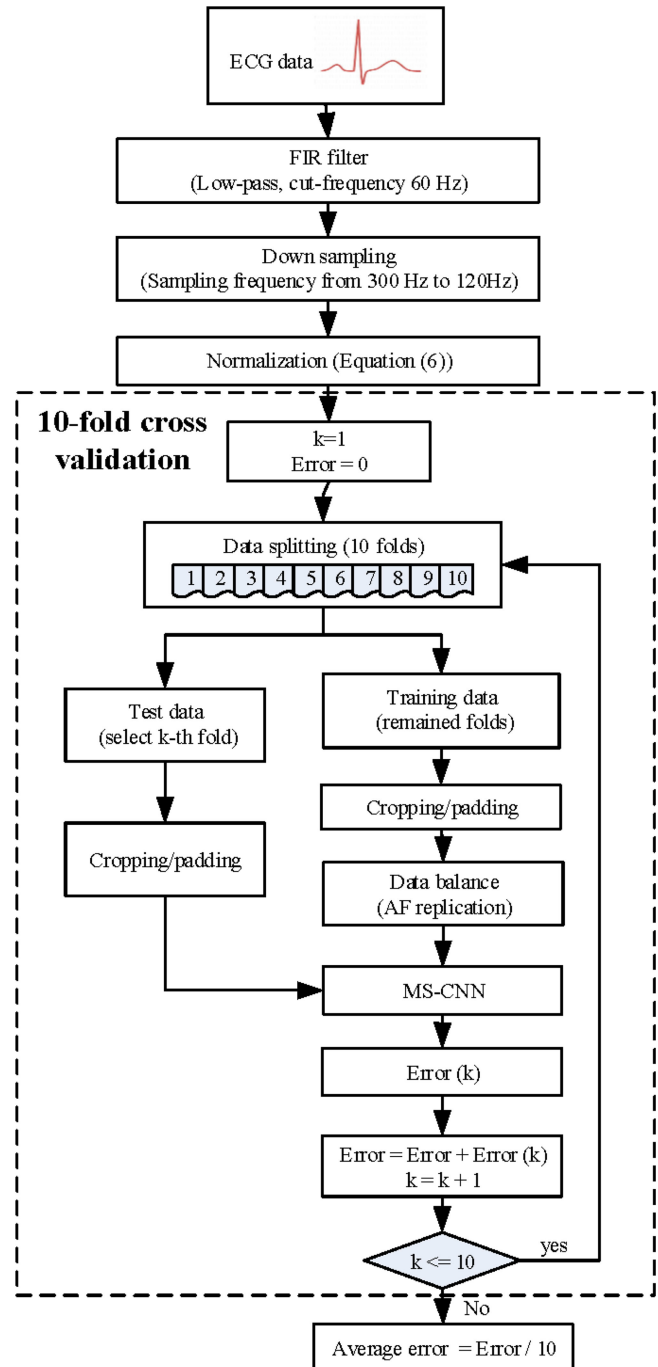 ECG data
FIR filter
(Low-pass, cut-frequency 60 Hz)
Down sampling
(Sampling frequency from 300 Hz to 120Hz)
Normalization (Equation (6))
10-fold cross
validation
k=1
Error = 0
Data splitting (10 folds)
1 2 3 4 5 6 7 8 9 10
Test data
(select k-th fold)
Training data
(remained folds)
Cropping/padding
Cropping/padding
Data balance
(AF replication)
MS-CNN
Error (k)
Error = Error + Error (k)
k = k + 1
k <= 10
yes
No
Average error = Error / 10